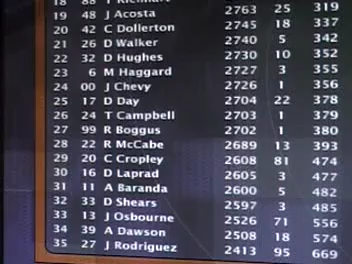 18 88 T 2763 25 319
19 48 J Acosta 2745 18 337
20 42 C Dollerton 2740 5 342
21 26 D Walker 2730 10 352
22 32 D Hughes 2727 3 355
23 6 M Haggard 2726 1 356
24 00 J Chevy 2704 22 378
25 17 D Day 2703 1 379
26 24 T Campbell 2702 1 380
27 99 R Boggus 2689 13 393
28 22 R McCabe 2608 81 474
29 20 C Cropley 2605 3 477
30 16 D Laprad 2600 5 482
31 11 A Baranda 2597 3 485
32 33 D Shears 2526 71 556
33 13 J Osbourne 2508 18 574
34 39 A Dawson 2413 95 669
35 27 J Rodriguez